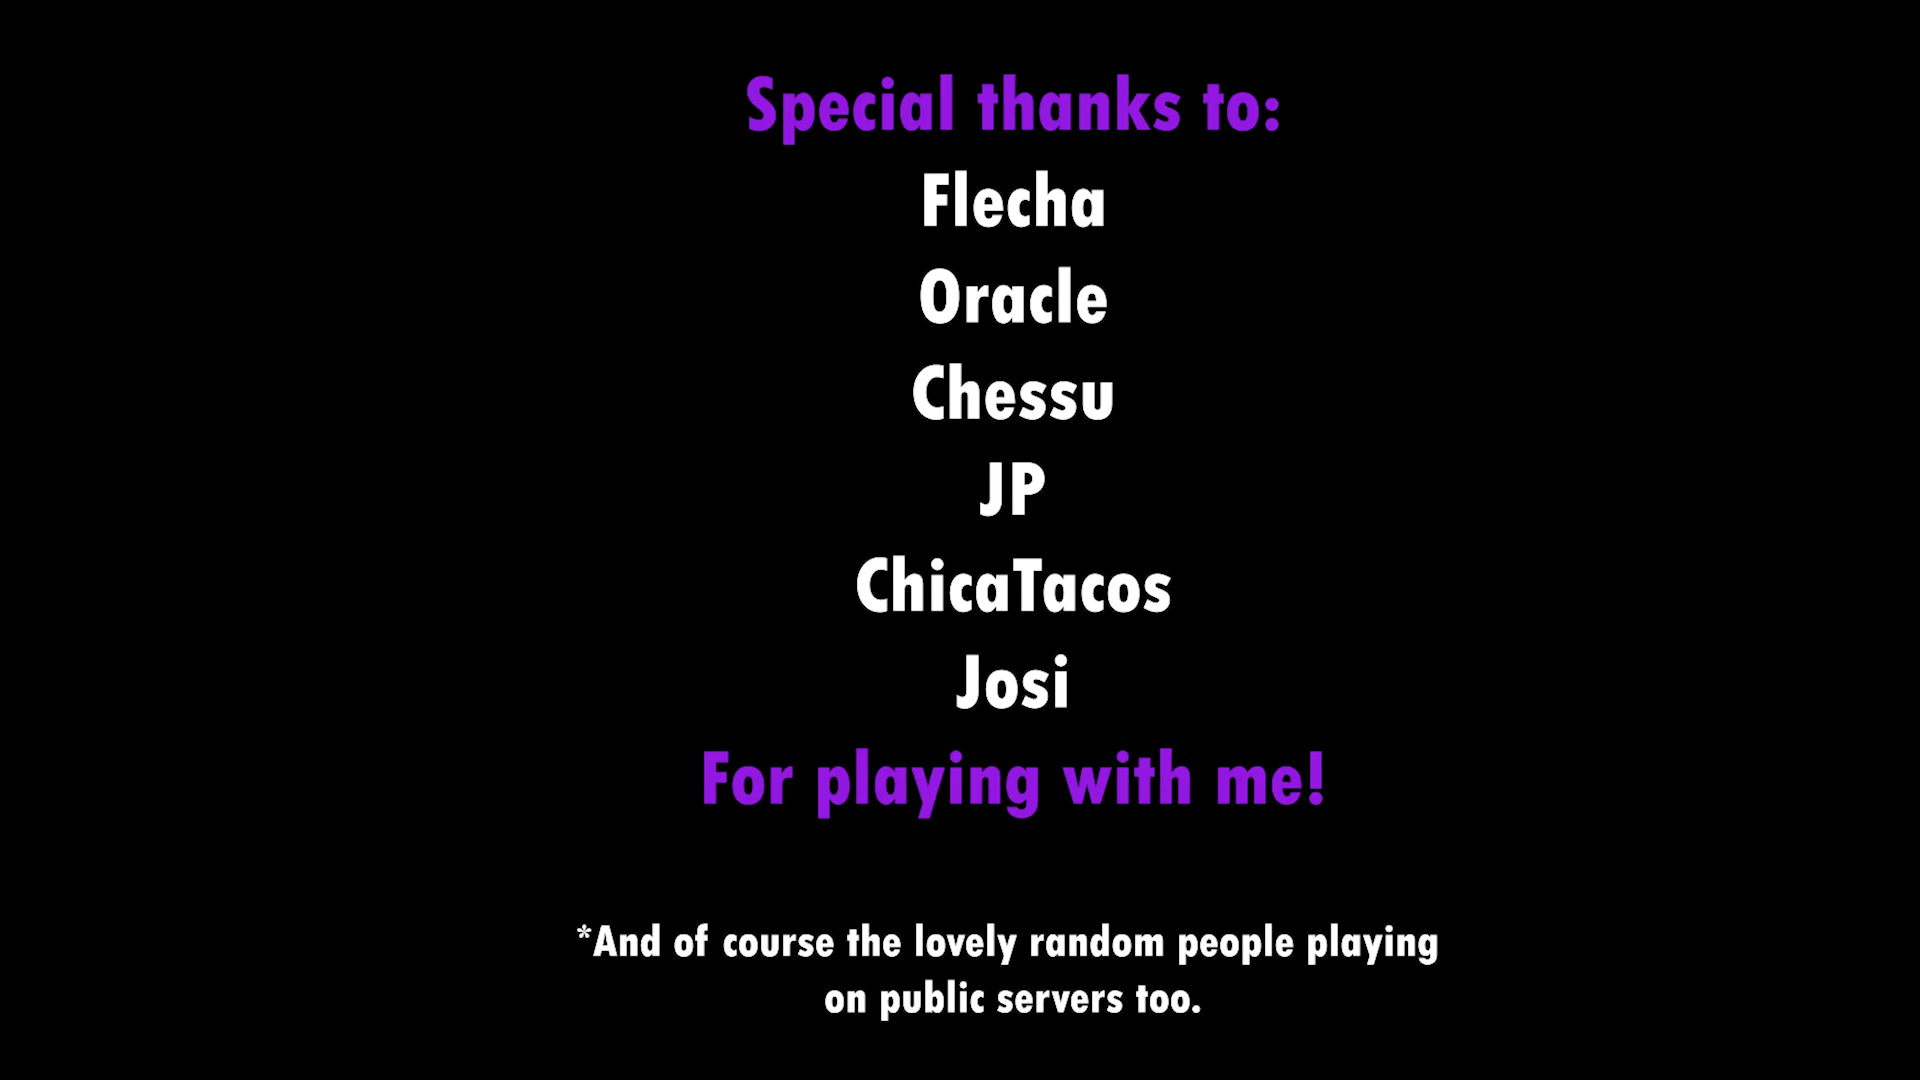 Special thanks to:
Flecha
Oracle
Chessu
JP
ChicaTacos
Josi
For playing with me!
*And of course the lovely random people playing
on public servers too.